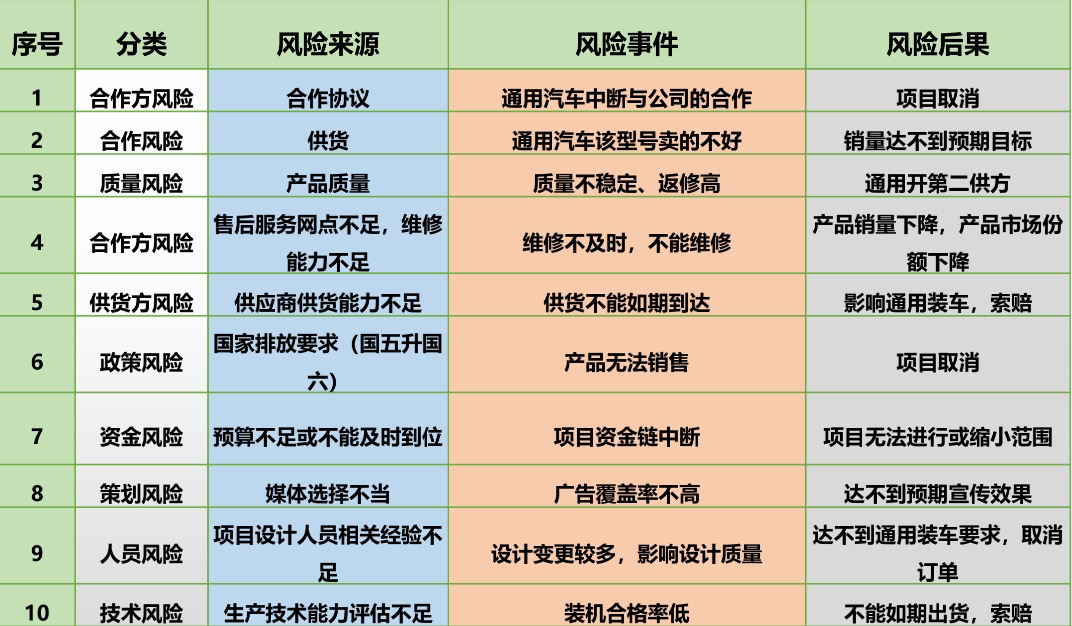 序号 分类 风险来源 风险事件 风险后果
1 合作方风险 合作协议 通用汽车中断与公司的合作 项目取消
2 合作风险 供货 通用汽车该型号卖的不好 销量达不到预期目标
3 质量风险 产品质量 质量不稳定、返修高 通用开第二供方
4 合作方风险 售后服务网点不足，维修 维修不及时，不能维修 产品销量下降，产品市场份
能力不足 额下降
5 供货方风险 供应商供货能力不足 供货不能如期到达 影响通用装车，索赔
6 政策风险 国家排放要求（国五升国 产品无法销售 项目取消
六）
7 资金风险 预算不足或不能及时到位 项目资金链中断 项目无法进行或缩小范围
8 策划风险 媒体选择不当 广告覆盖率不高 达不到预期宣传效果
9 人员风险 项目设计人员相关经验不 设计变更较多，影响设计质量 达不到通用装车要求，取消
足 订单
10 技术风险 生产技术能力评估不足 装机合格率低 不能如期出货，索赔